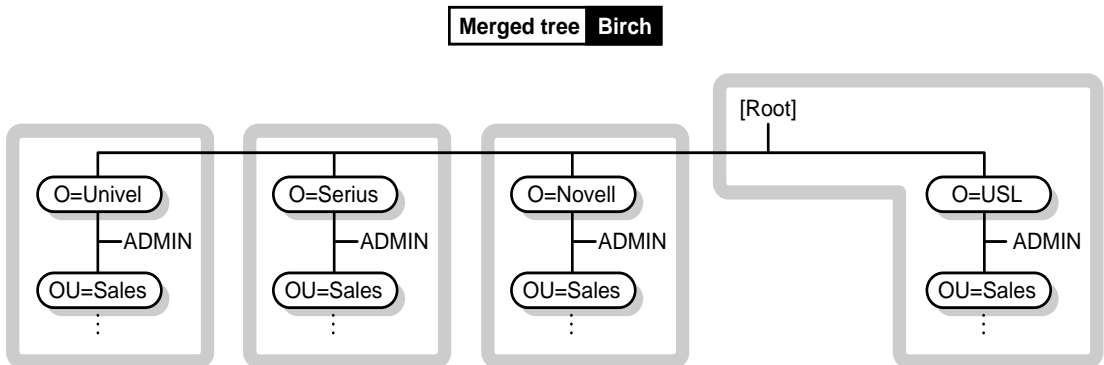 Merged tree Birch
[Root]
O=Univel O=Serius O=Novell O=USL
ADMIN ADMIN ADMIN ADMIN
OU=Sales OU=Sales OU=Sales OU=Sales